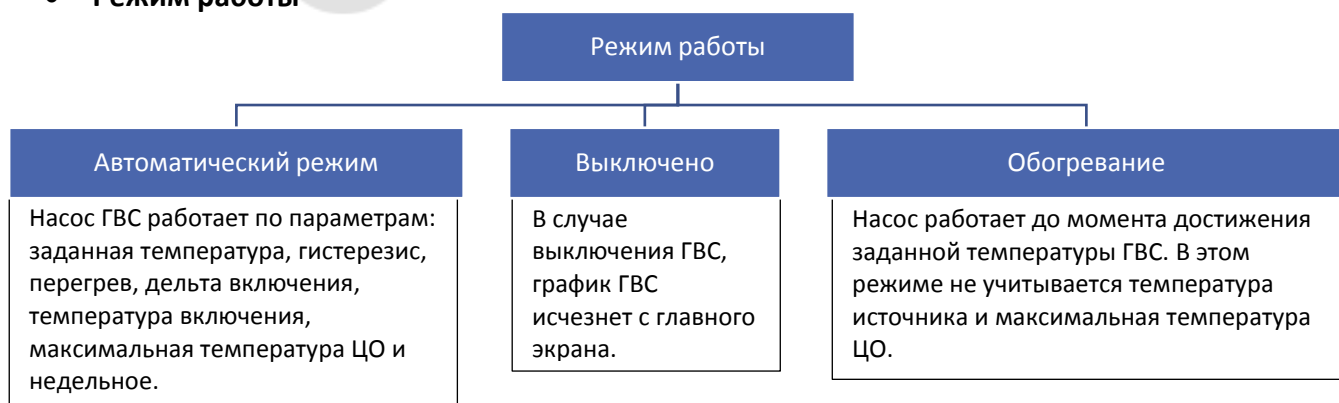 • Режим работы
Режим работы
Автоматический режим
Насос ГВС работает по параметрам:
заданная температура, гистерезис,
перегрев, дельта включения,
температура включения,
максимальная температура ЦО и
недельное.
Выключено
В случае
выключения ГВС,
график ГВС
исчезнет с главного
экрана.
Обогревание
Насос работает до момента достижения
заданной температуры ГВС. В этом
режиме не учитывается температура
источника и максимальная температура
ЦО.